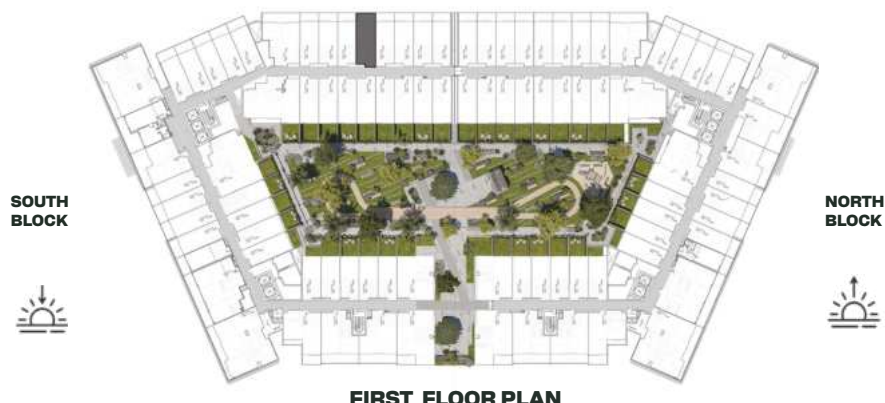 SOUTH
BLOCK
NORTH
BLOCK
FIRST FLOOR PLAN